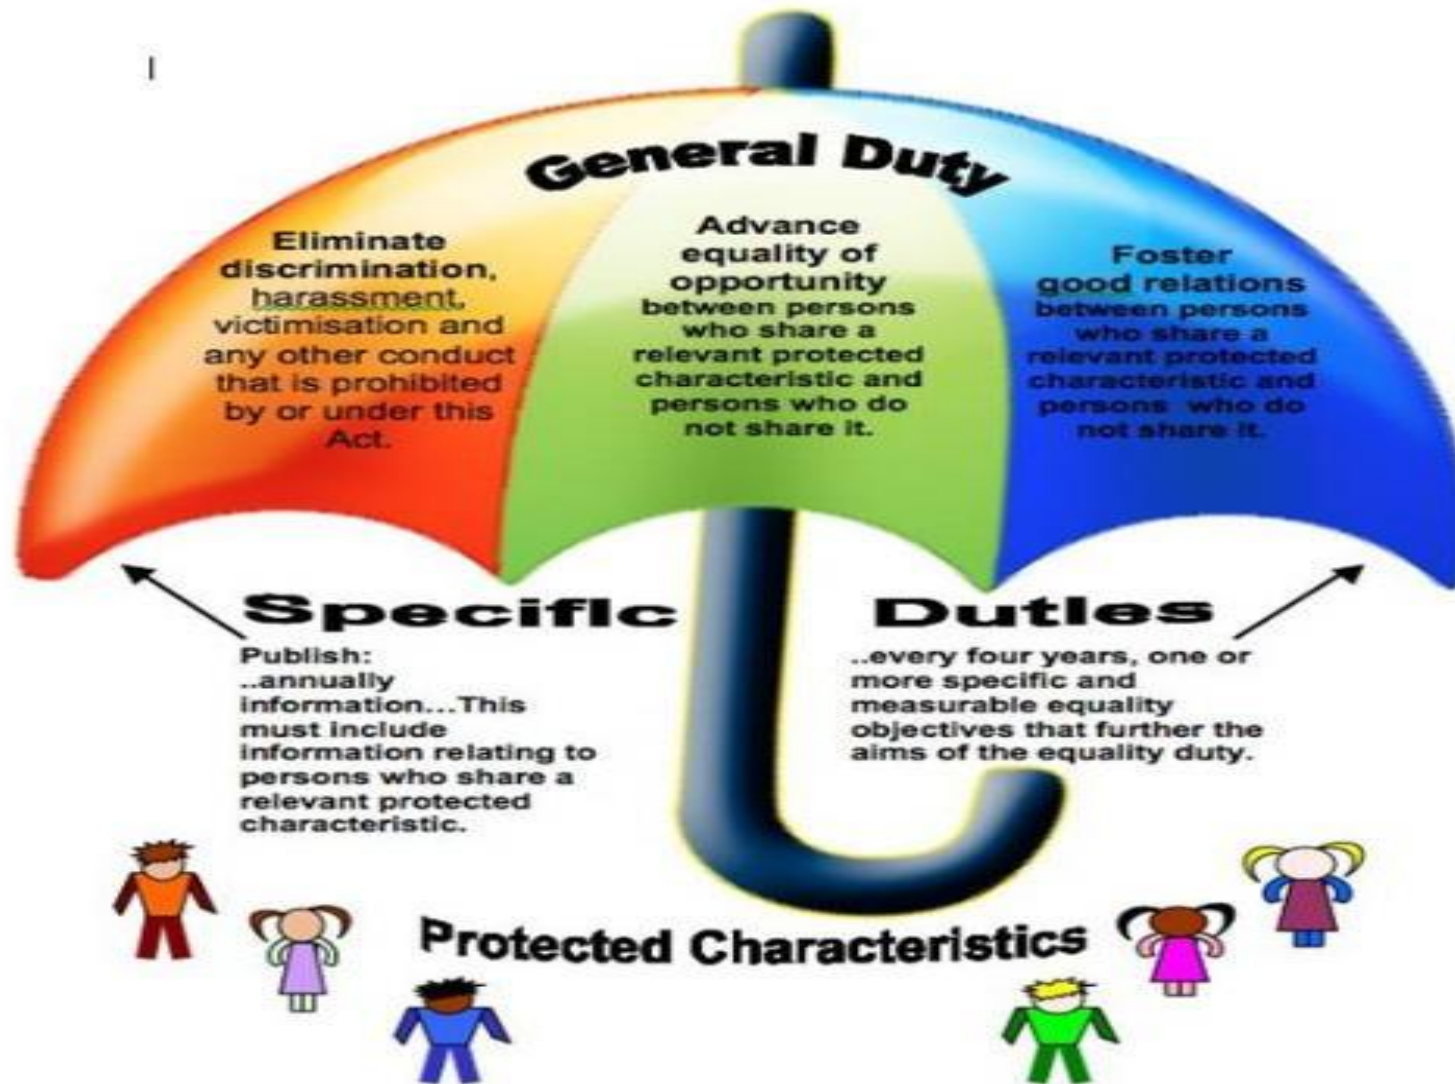 |
General Duty
Eliminate
discrimination,
harassment,
victimisation and
any other conduct
that is prohibited
by or under this
Act.
Advance
equality of
opportunity
between persons
who share a
relevant protected
characteristic and
persons who do
not share it.
Foster
good relations
between persons
who share a
relevant protected
characteristic and
persons who do
not share it.
Specific Duties
Publish:
..annually
information...This
must include
information relating to
persons who share a
relevant protected
characteristic.
..every four years, one or
more specific and
measurable equality
objectives that further the
aims of the equality duty.
Protected Characteristics